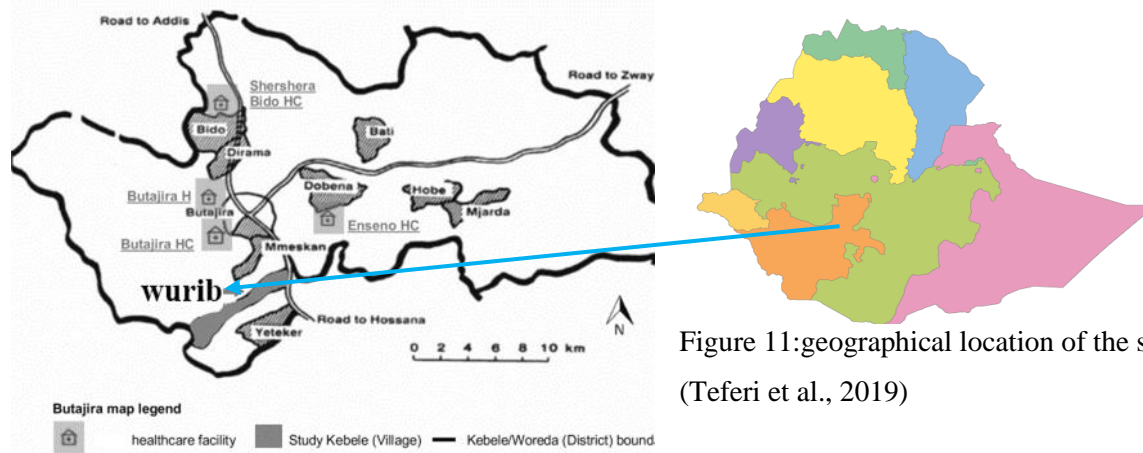 Road to Addis
Shershera
Bido HC
Road to Zway
Bido
Bati
Dirama
Butajira H
Dobena
Hobe
Butajira
Mjarda
Enseno HC
Butajira HC
Mmeskan
wurib
Road to Hossana
Yeteker
N
0 2 4 6 8 10 km
Figure 11:geographical location of the s
(Teferi et al., 2019)
Butajira map legend
healthcare facility
Study Kebele (Village)
Kebele/Woreda (District) bounda